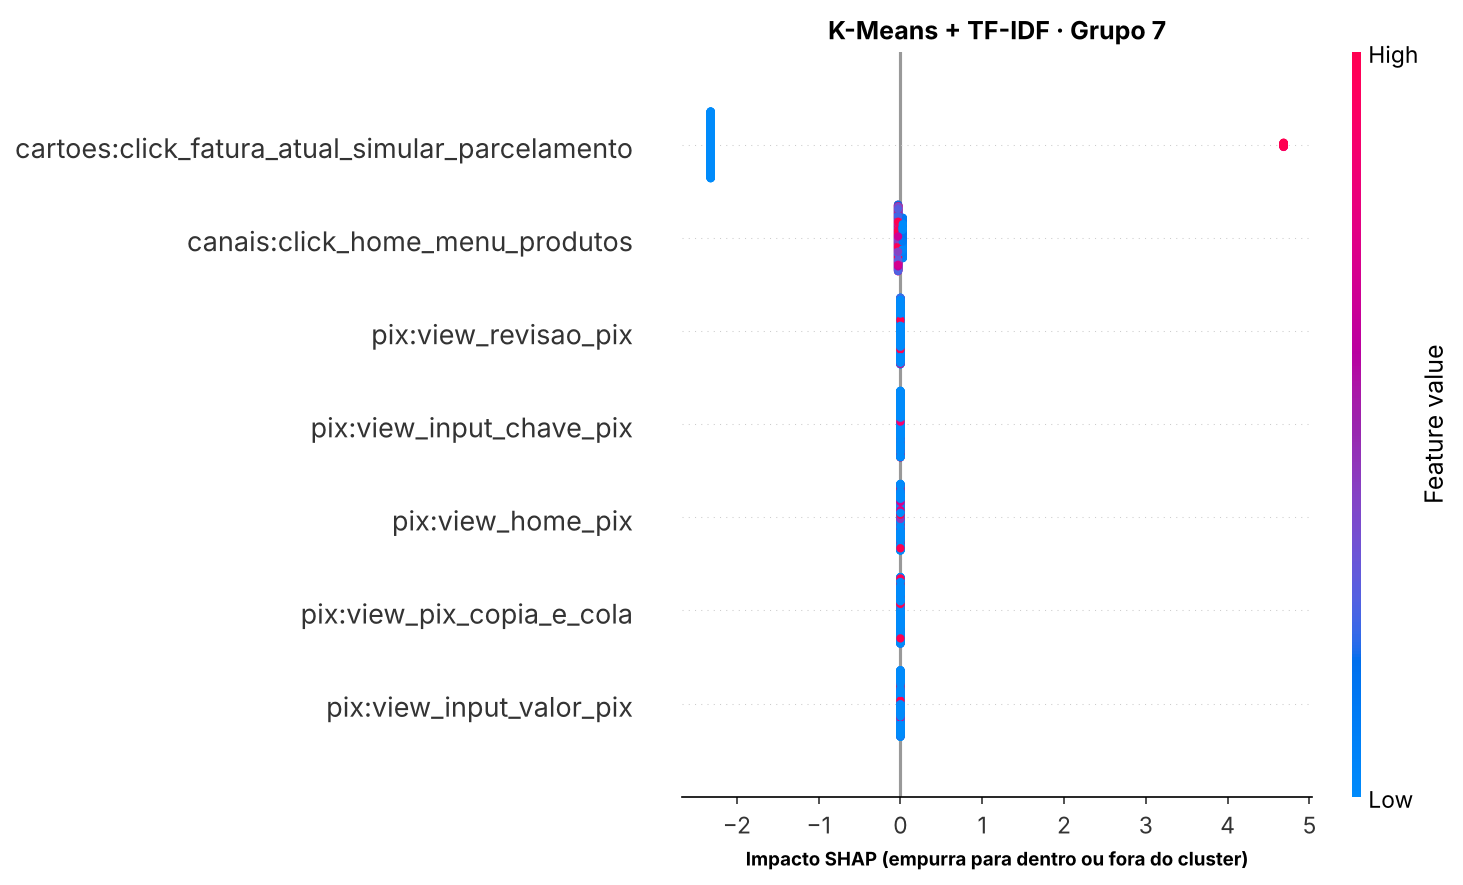 K-Means + TF-IDF · Grupo 7
High
cartoes:click_fatura_atual_simular_parcelamento
canais:click_home_menu_produtos
pix:view_revisao_pix
pix:view_input_chave_pix
pix:view_home_pix
pix:view_pix_copia_e_cola
pix:view_input_valor_pix
Feature value
Low
−2 −1 0 1 2 3 4 5
Impacto SHAP (empurra para dentro ou fora do cluster)